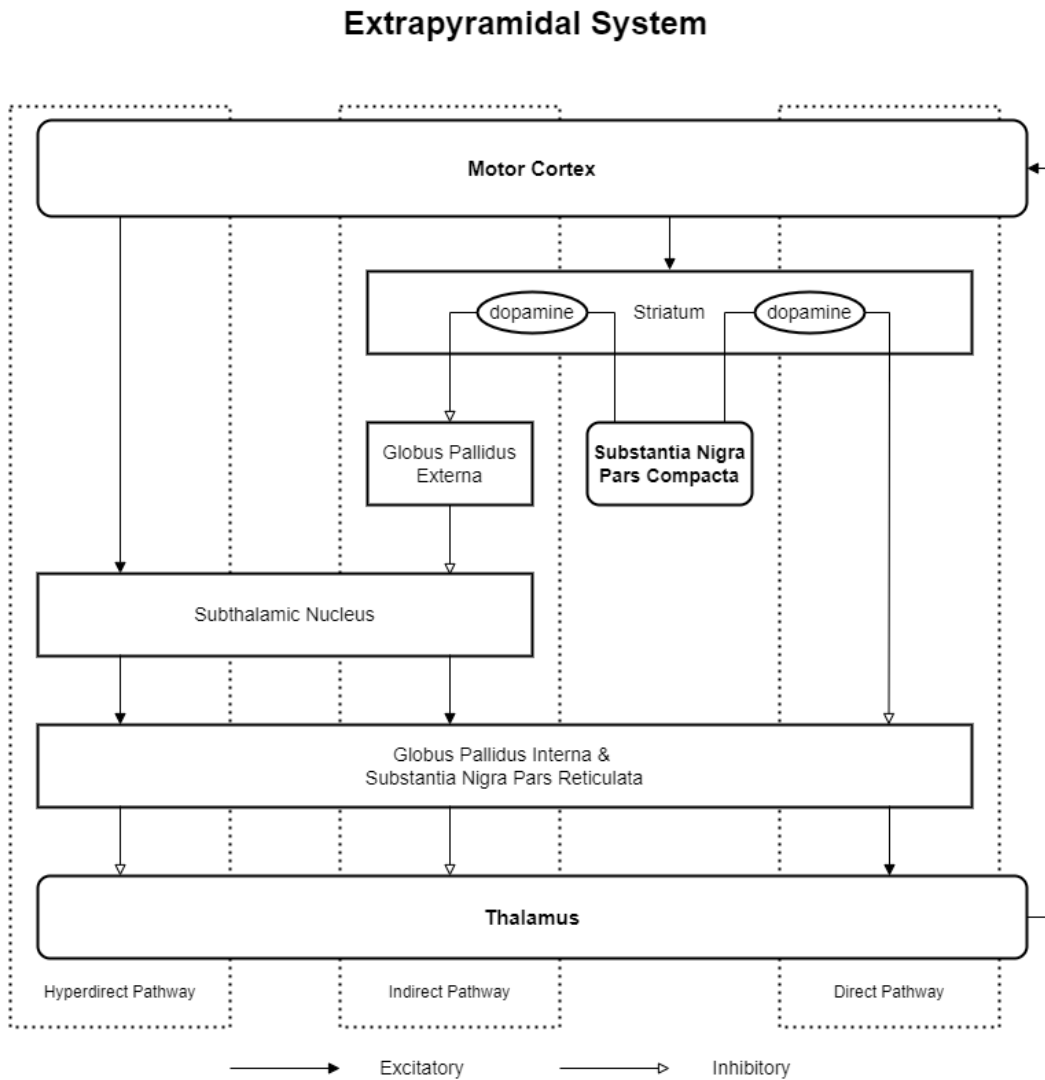 Extrapyramidal System
Motor Cortex
dopamine
Striatum
dopamine
Globus Pallidus
Externa
Substantia Nigra
Pars Compacta
Subthalamic Nucleus
Globus Pallidus Interna &
Substantia Nigra Pars Reticulata
Thalamus
Hyperdirect Pathway
Indirect Pathway
Direct Pathway
Excitatory
Inhibitory